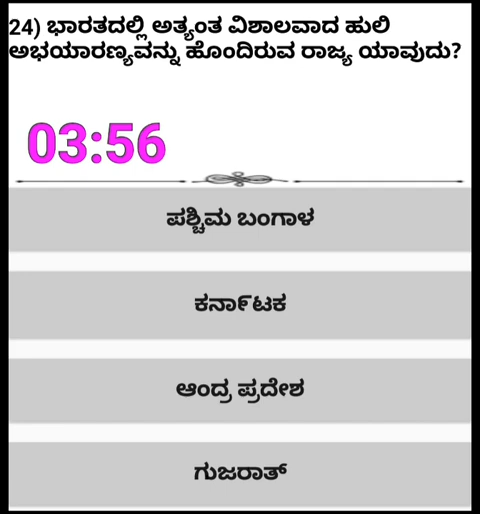 24) ಭಾರತದಲ್ಲಿ ಅತ್ಯಂತ ವಿಶಾಲವಾದ ಹುಲಿ
ಅಭಯಾರಣ್ಯವನ್ನು ಹೊಂದಿರುವ ರಾಜ್ಯ ಯಾವುದು?
03:56
ಪಶ್ಚಿಮ ಬಂಗಾಳ
ಕರ್ನಾಟಕ
ಆಂದ್ರ ಪ್ರದೇಶ
ಗುಜರಾತ್